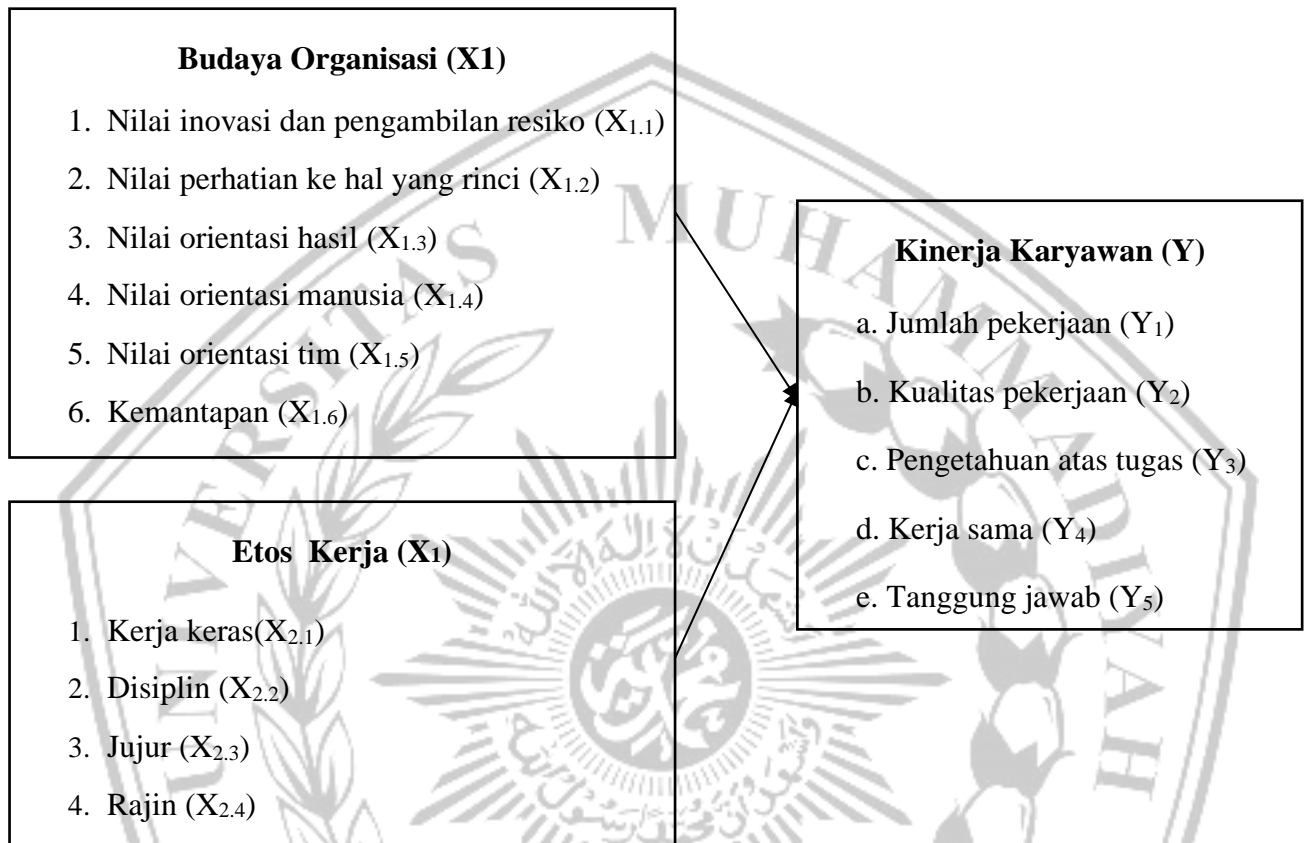 Budaya Organisasi (X1)
1. Nilai inovasi dan pengambilan resiko (X1.1)
2. Nilai perhatian ke hal yang rinci (X1.2)
3. Nilai orientasi hasil (X1.3)
4. Nilai orientasi manusia (X1.4)
5. Nilai orientasi tim (X1.5)
6. Kemantapan (X1.6)
Etos Kerja (X1)
1. Kerja keras(X2.1)
2. Disiplin (X2.2)
3. Jujur (X2.3)
4. Rajin (X2.4)
Kinerja Karyawan (Y)
a. Jumlah pekerjaan (Y1)
b. Kualitas pekerjaan (Y2)
c. Pengetahuan atas tugas (Y3)
d. Kerja sama (Y4)
e. Tanggung jawab (Y5)
UNIVERSITAS MUHAMMADIYAH